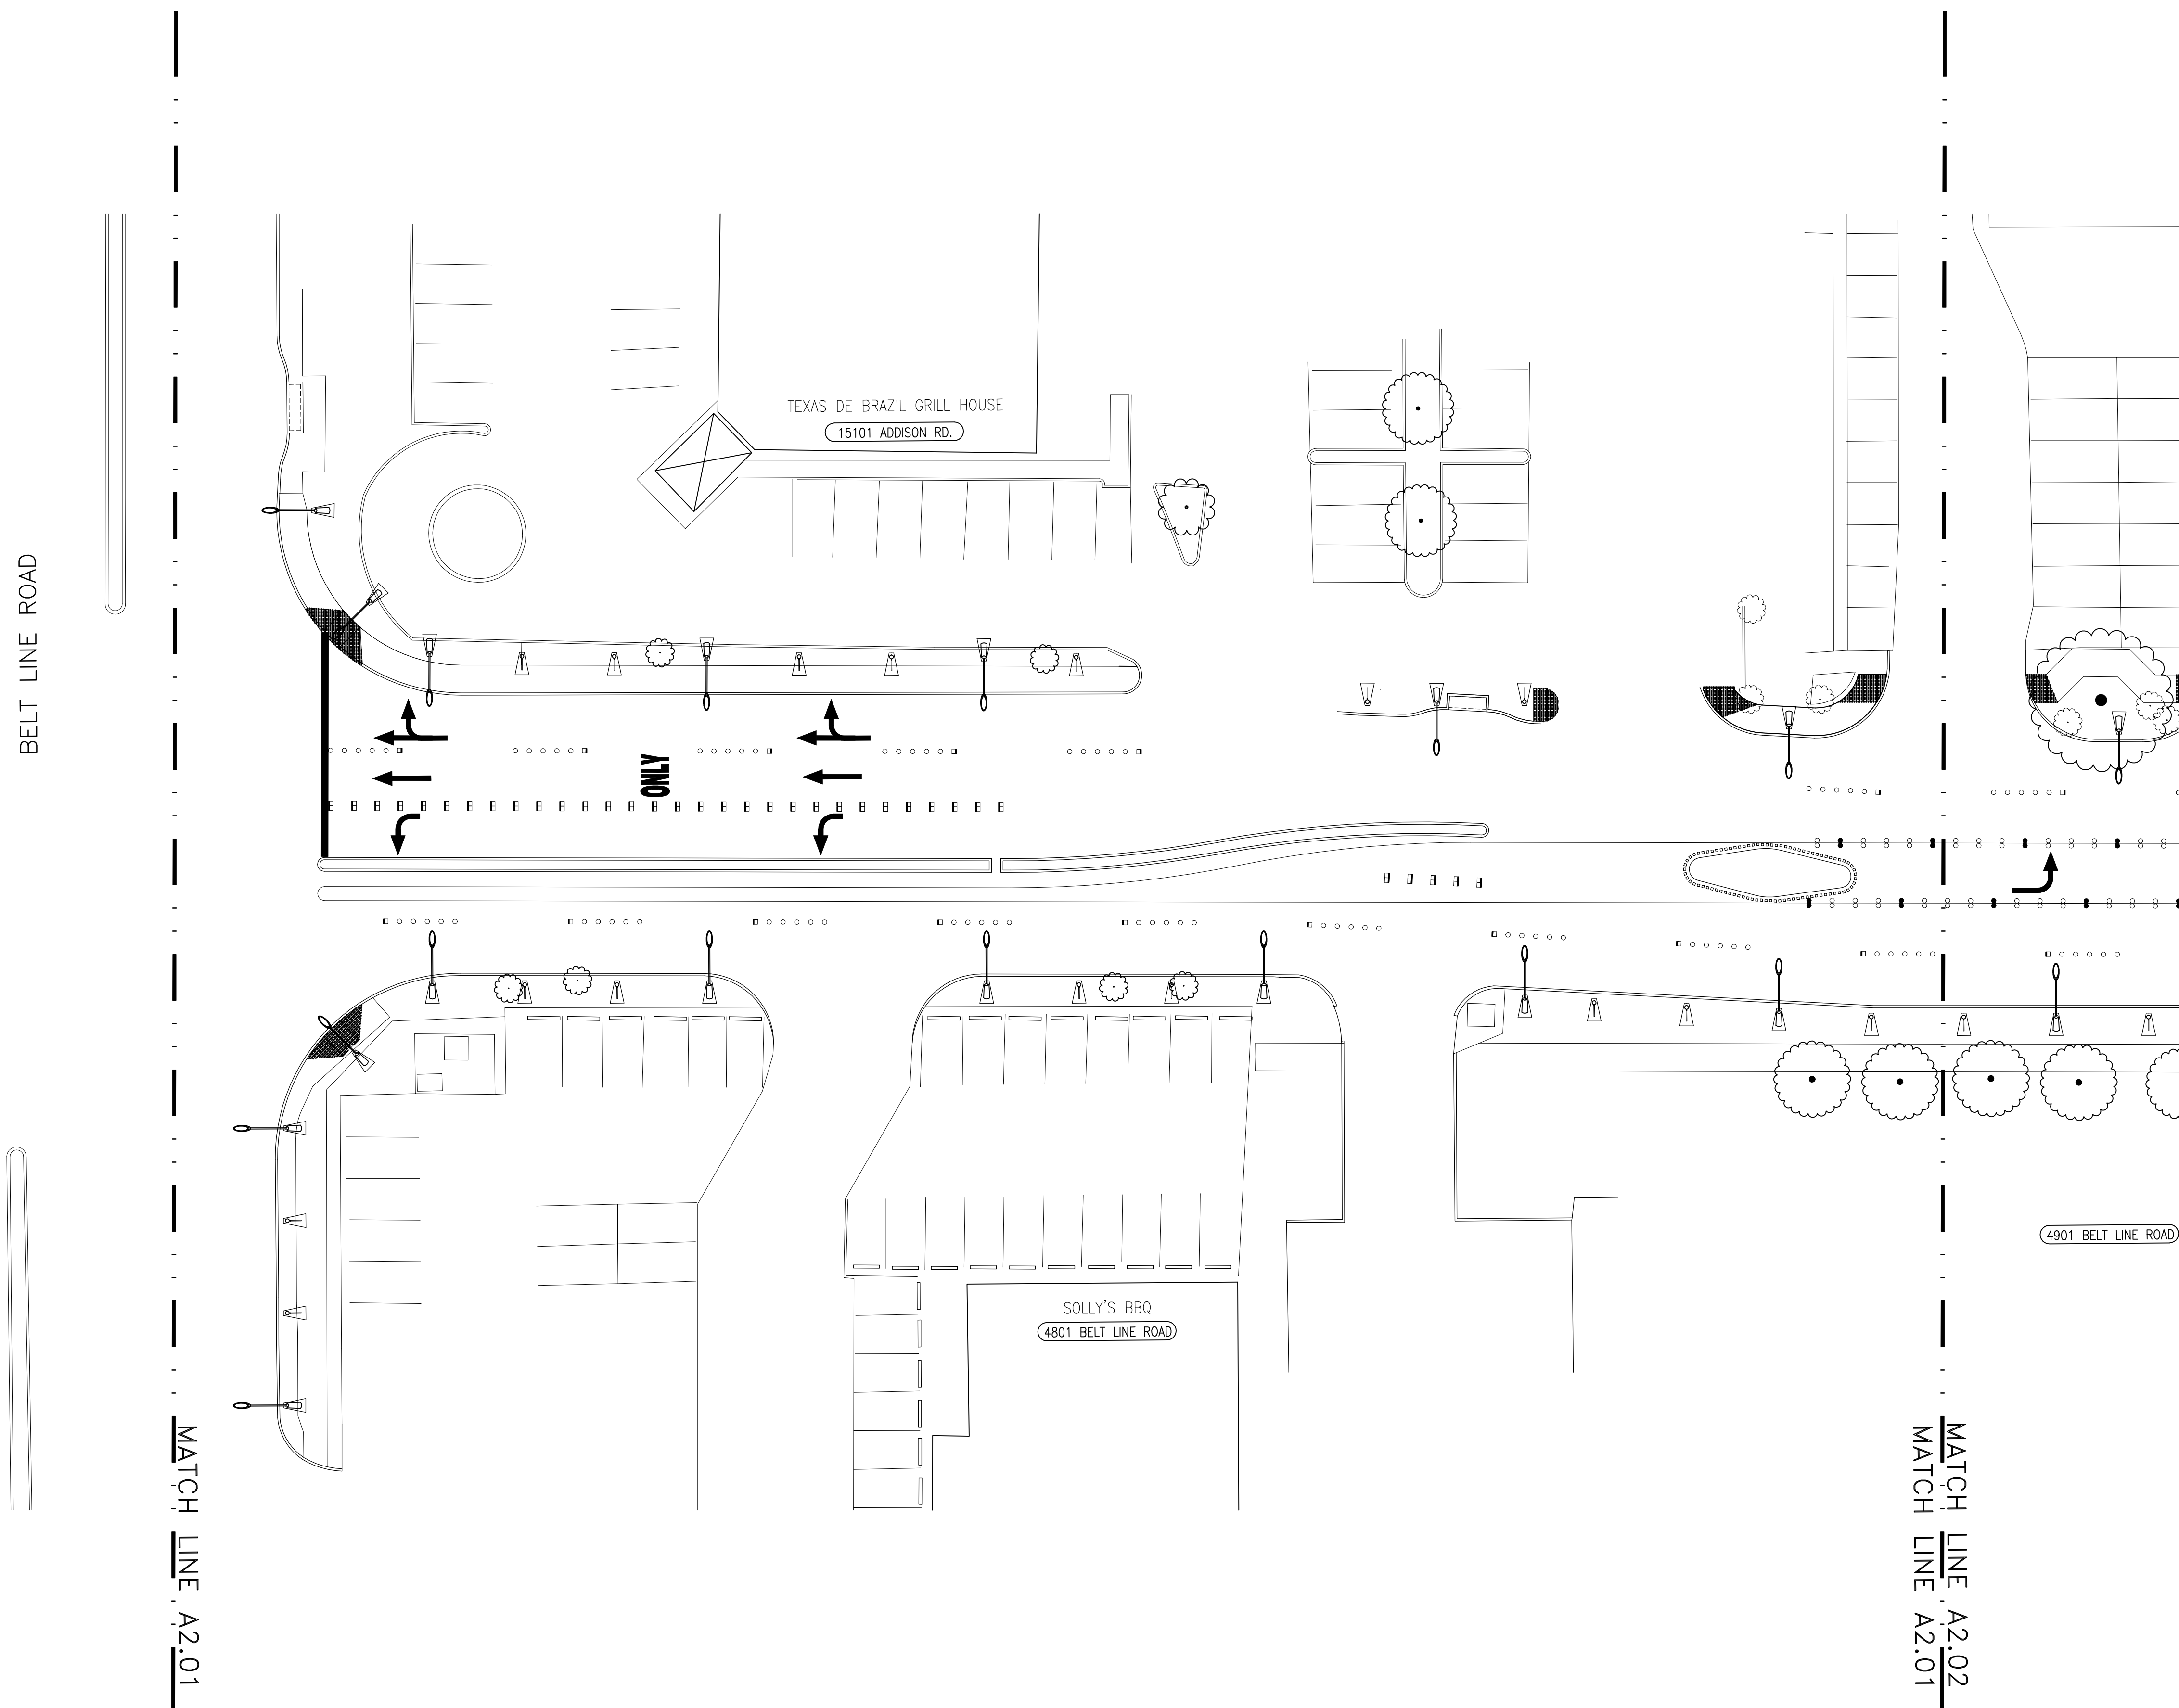 BELT LINE ROAD
TEXAS DE BRAZIL GRILL HOUSE
15101 ADDISON RD.
ONLY
4901 BELT LINE ROAD
SOLLY'S BBQ
4801 BELT LINE ROAD
MATCH LINE A2.01
MATCH LINE A2.01
MATCH LINE A2.02